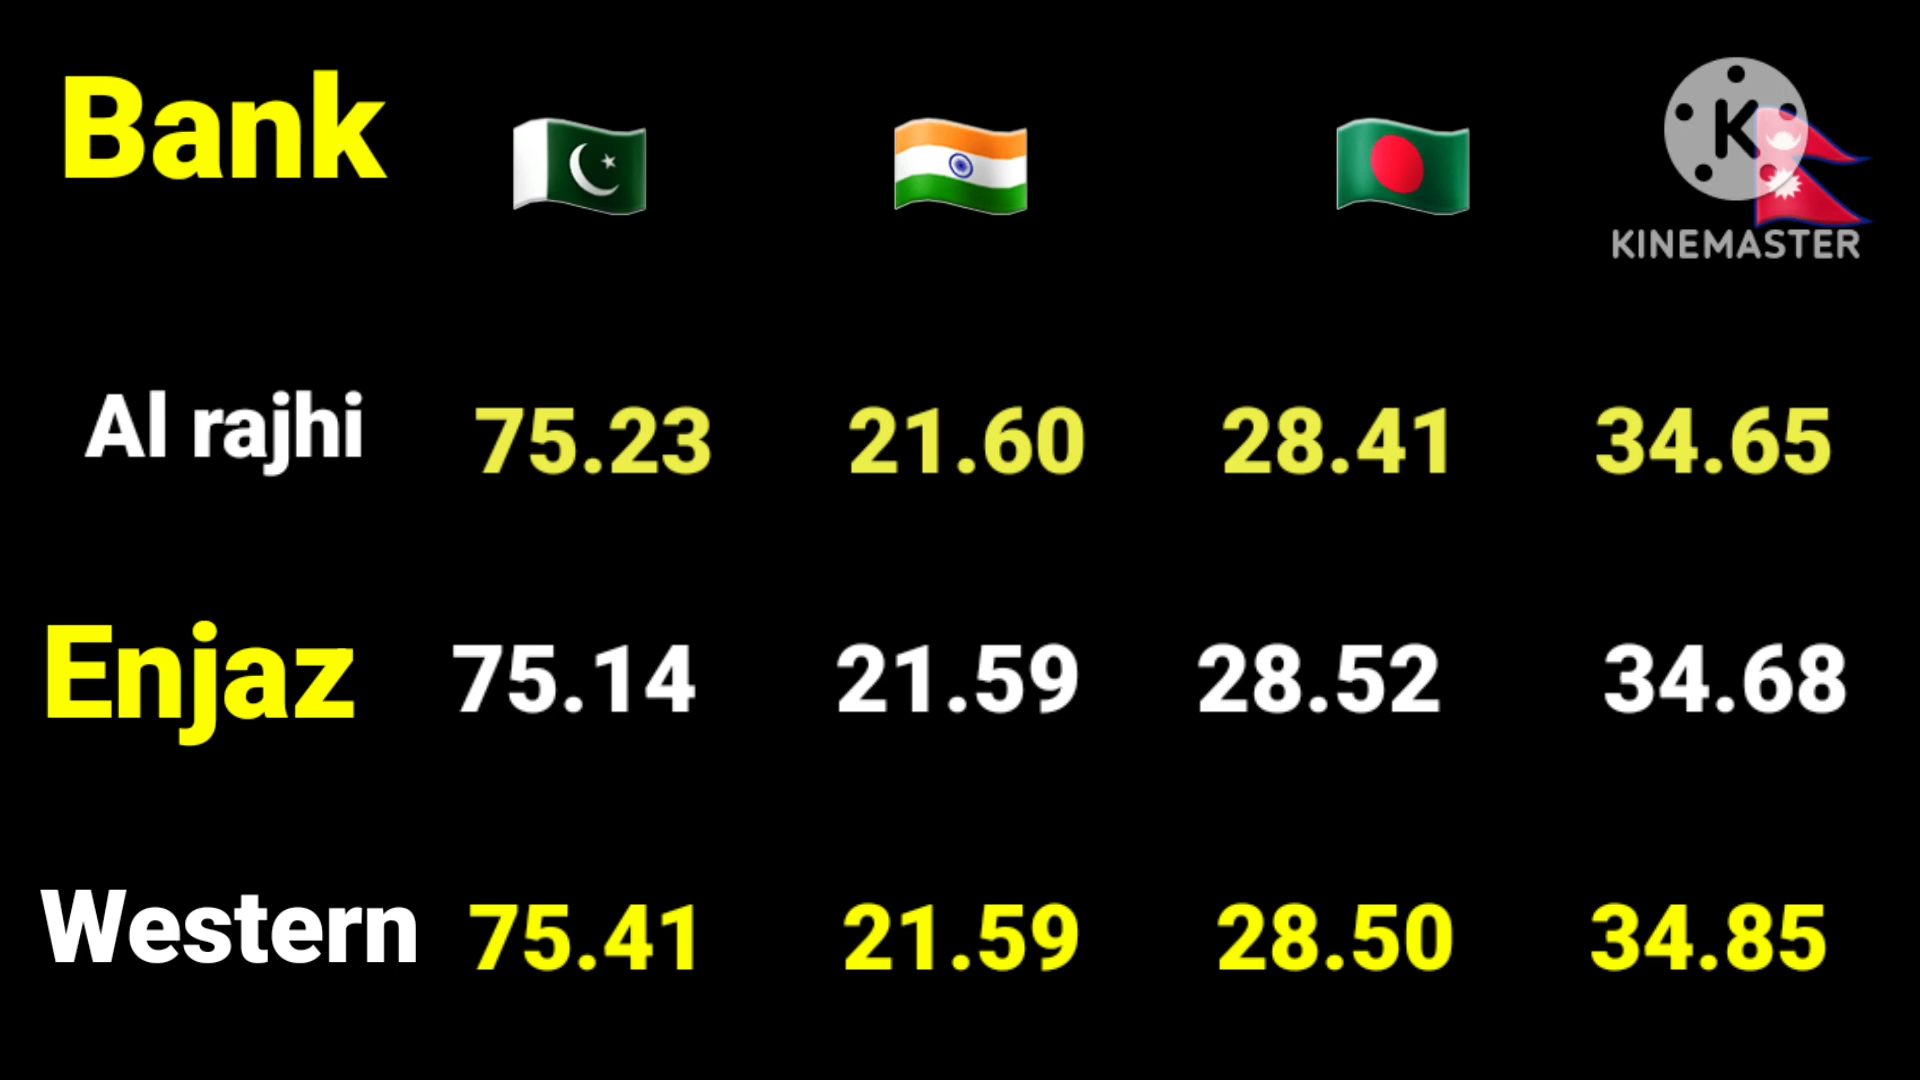 Bank
K
KINEMASTER
Al rajhi 75.23 21.60 28.41 34.65
Enjaz 75.14 21.59 28.52 34.68
Western 75.41 21.59 28.50 34.85